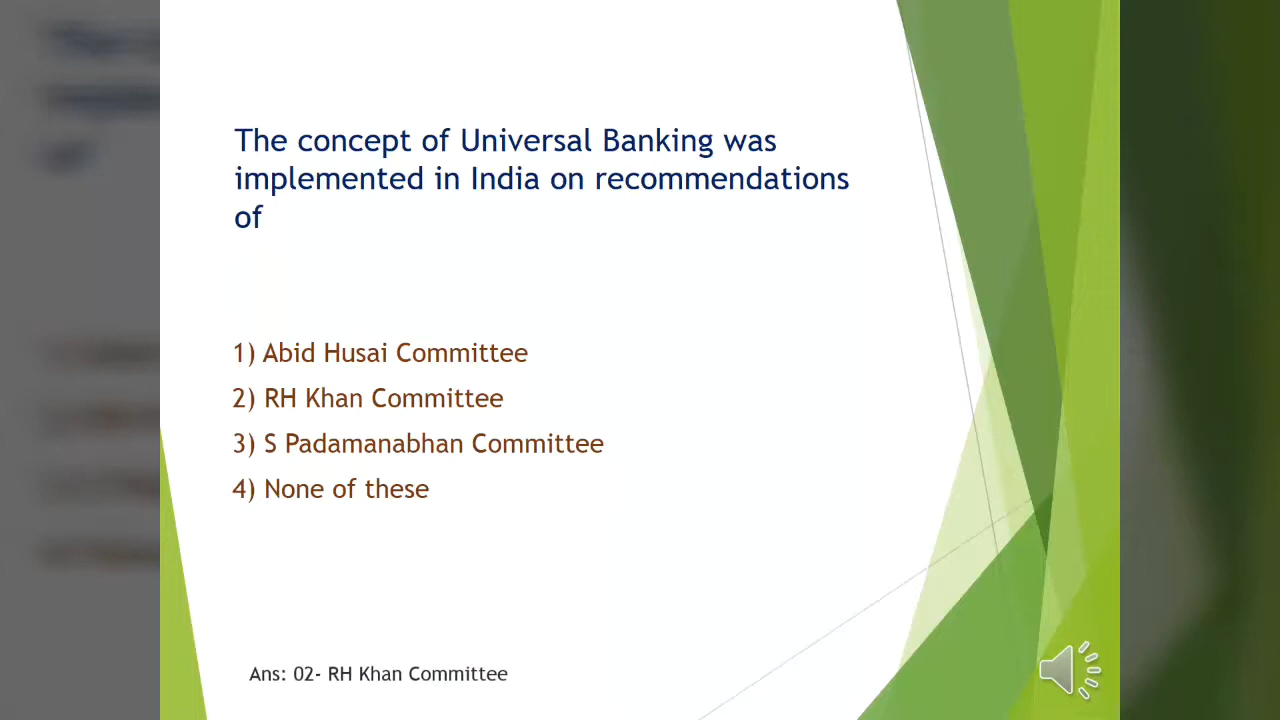 The concept of Universal Banking was
implemented in India on recommendations
of
1) Abid Husai Committee
2) RH Khan Committee
3) S Padamanabhan Committee
4) None of these
Ans: 02- RH Khan Committee